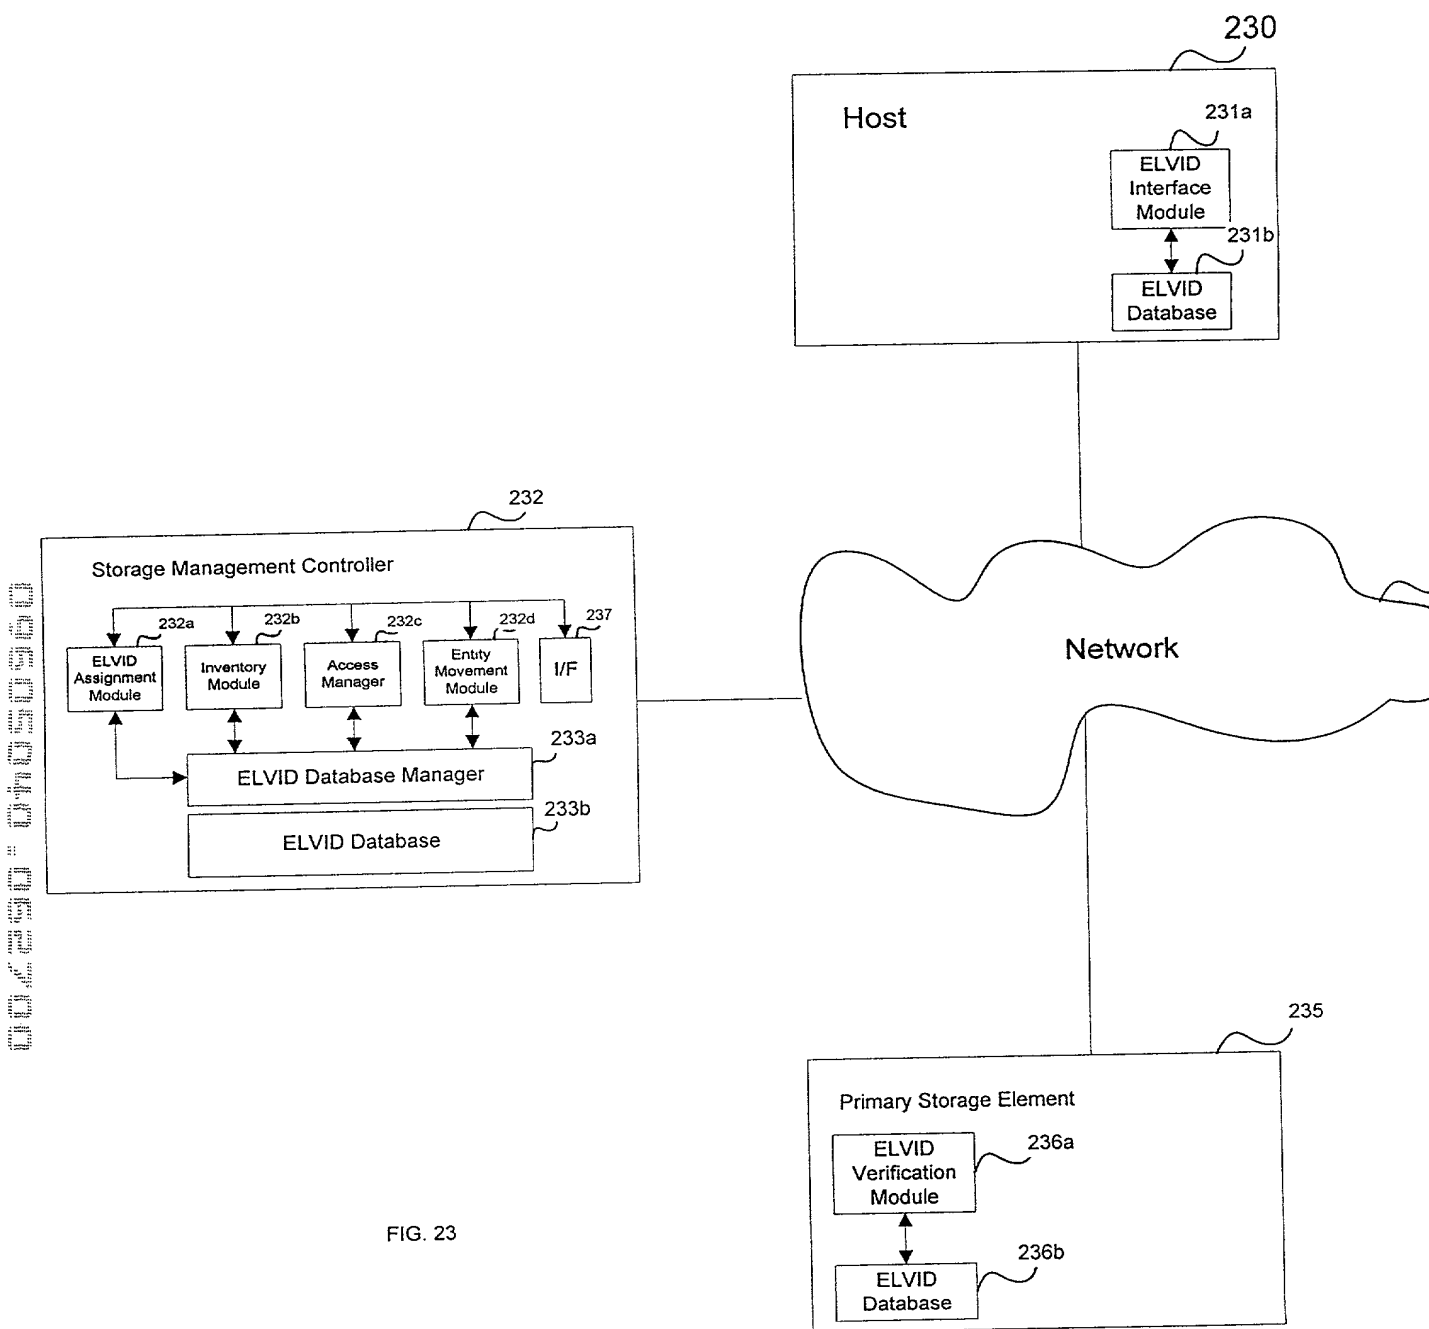 230
Host
231a
ELVID
Interface
Module
231b
ELVID
Database
232
Storage Management Controller
232a
232b
232c
232d
237
ELVID
Assignment
Module
Inventory
Module
Access
Manager
Entity
Movement
Module
I/F
Network
233a
ELVID Database Manager
233b
ELVID Database
235
Primary Storage Element
236a
ELVID
Verification
Module
236b
ELVID
Database
FIG. 23